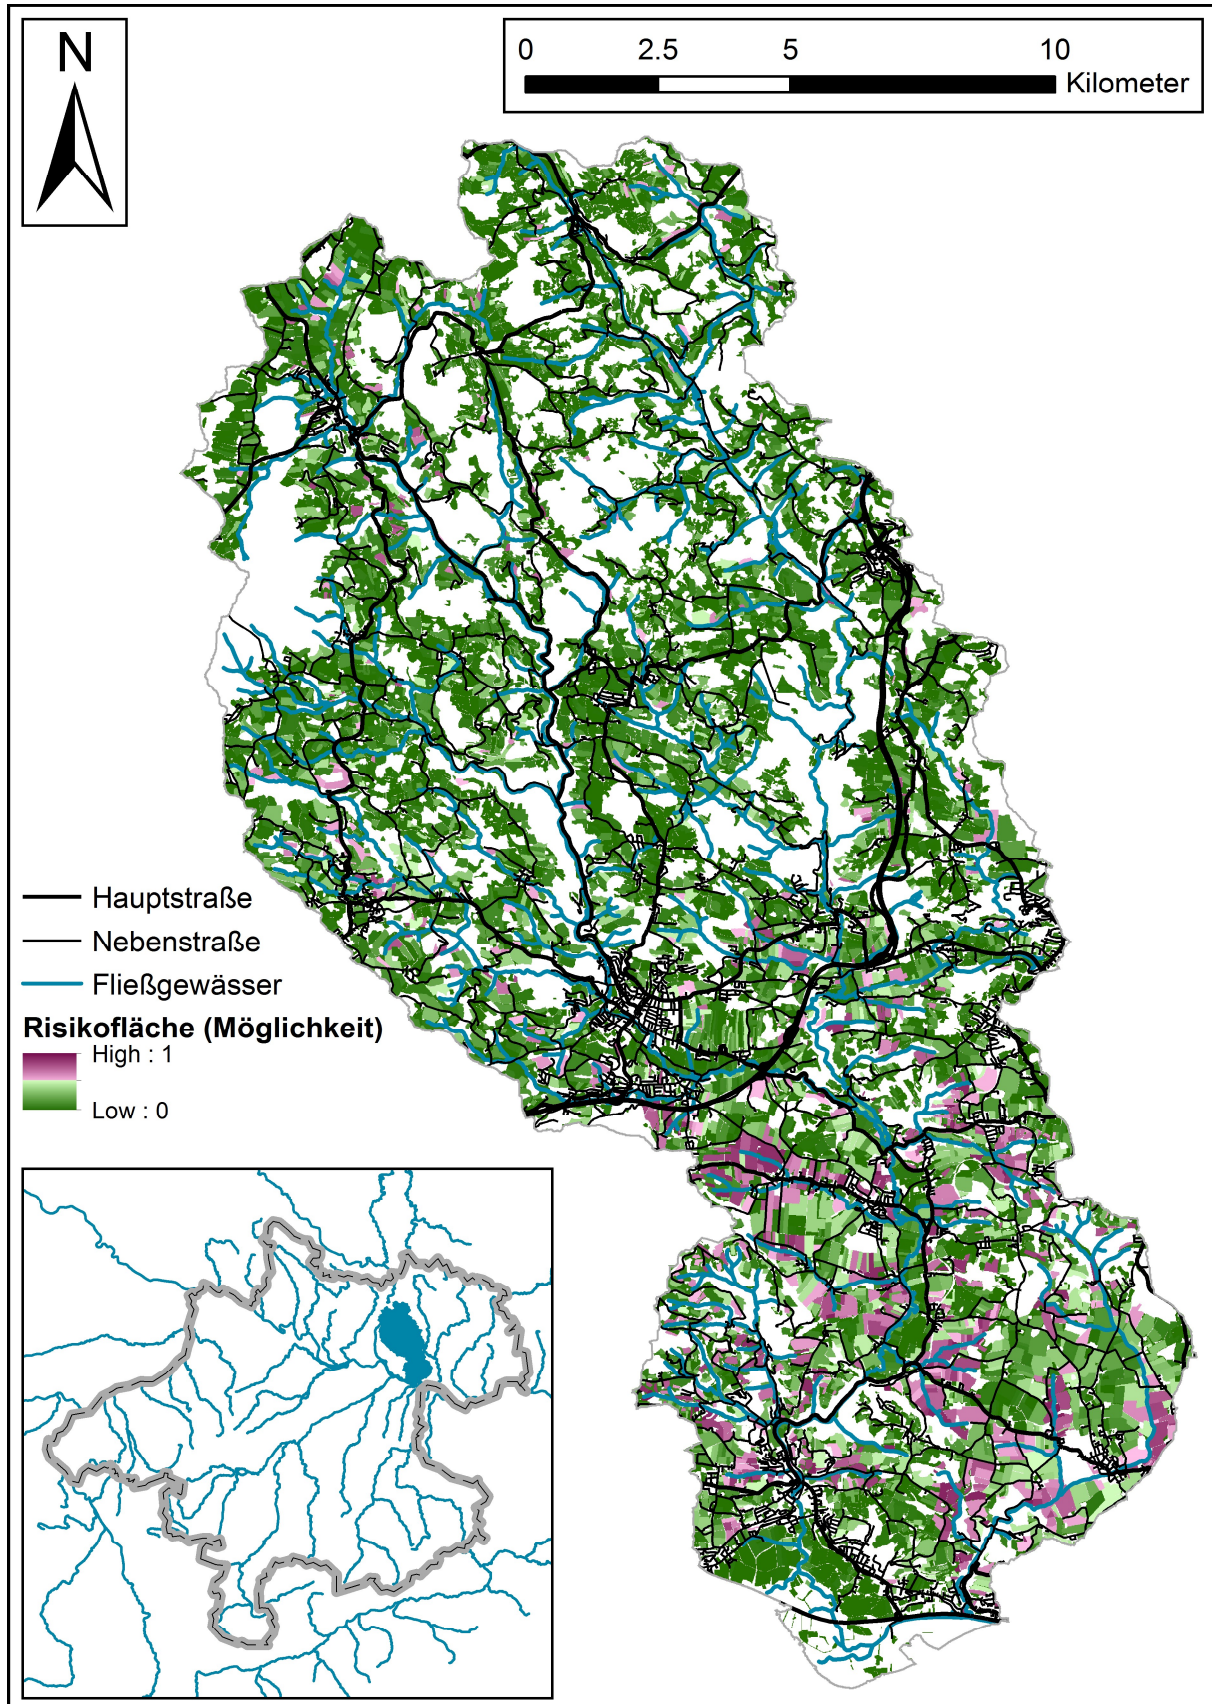 N
0 2.5 5 10
Kilometer
Hauptstraße
Nebenstraße
Fließgewässer
Risikofläche (Möglichkeit)
High : 1
Low : 0